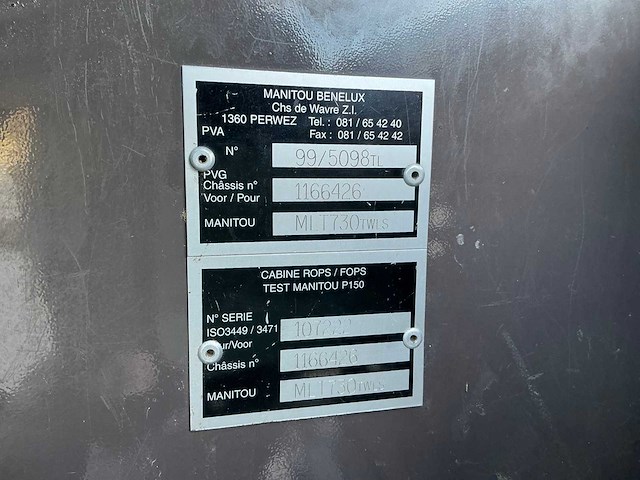 MANITOU BENELUX
Chs de Wavre Z.I.
1360 PERWEZ Tel. : 081 / 65 42 40
PVA Fax : 081 / 65 42 42
N° 99/5098TL
PVG
Châssis n° 1166426
Voor / Pour
MANITOU MLT730TWLS
CABINE ROPS / FOPS
TEST MANITOU P150
N° SERIE
ISO3449 / 3471
Châssis n° 1166426
MANITOU MLT730TWLS